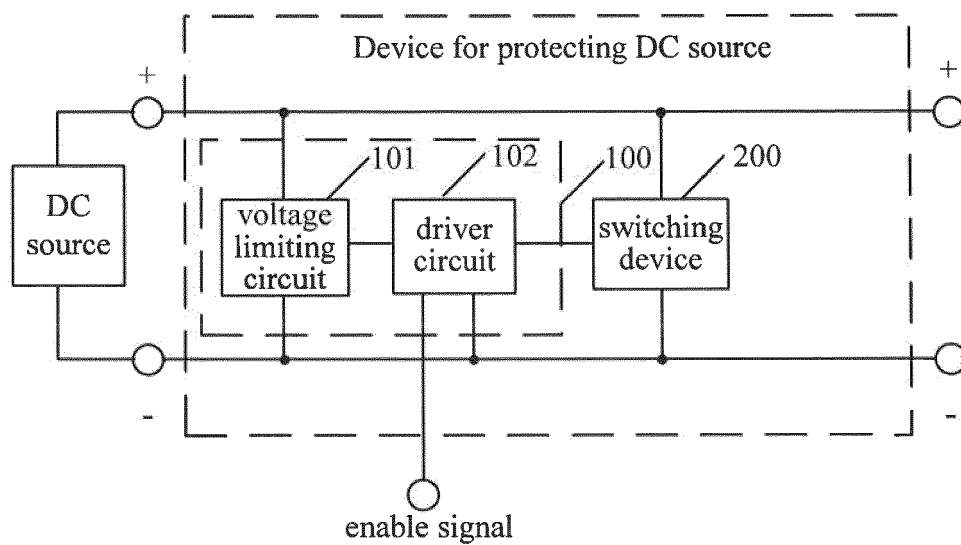 Device for protecting DC source
+
+
101
102
100
200
DC
source
voltage
limiting
circuit
driver
circuit
switching
device
-
-
enable signal